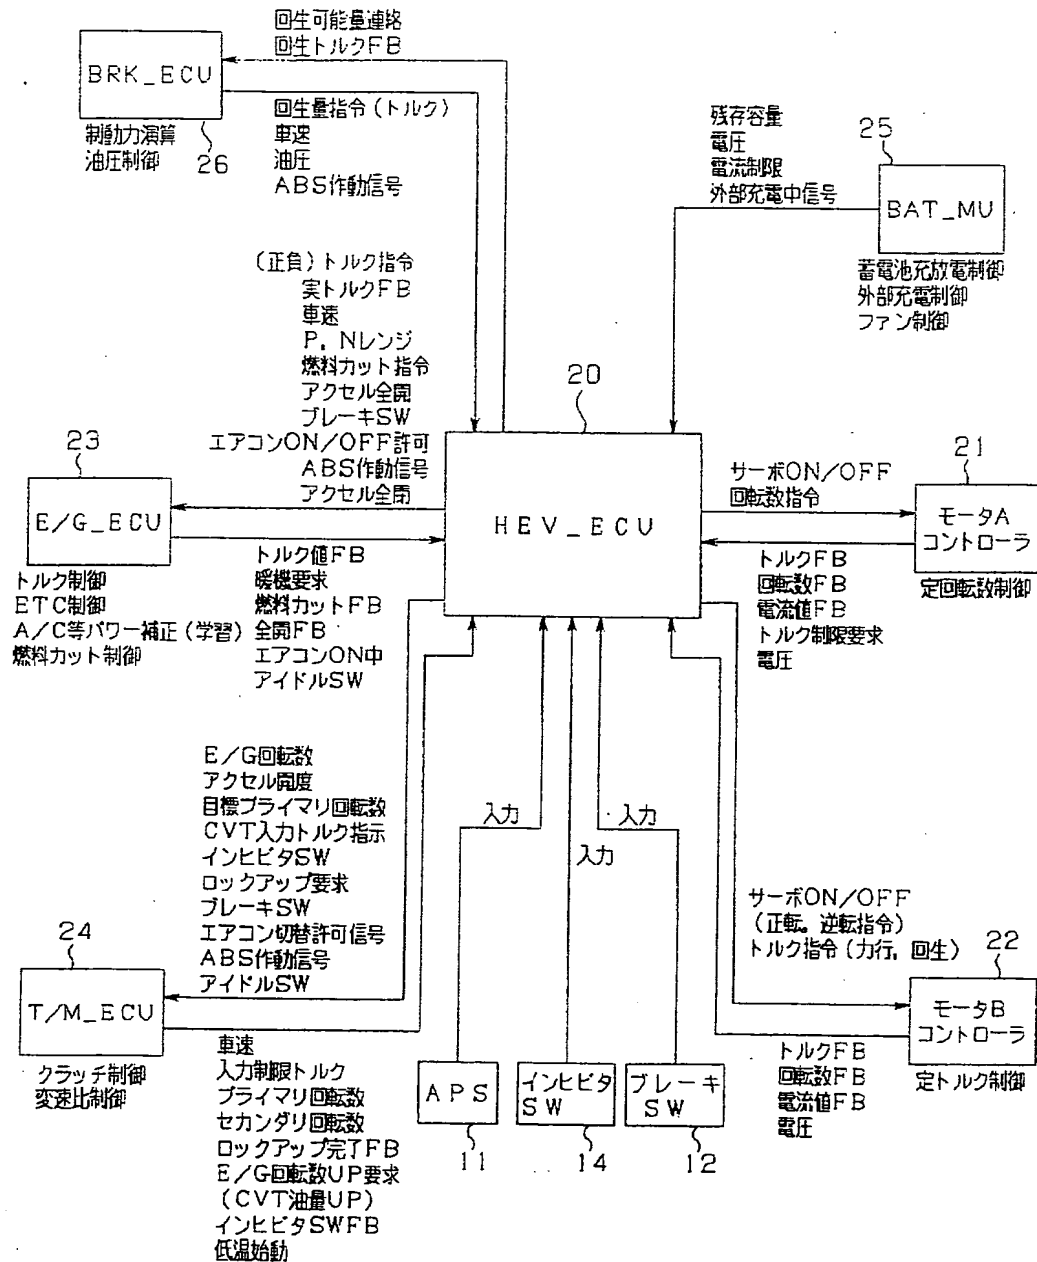 回生可能量連絡
回生トルクFB
BRK_ECU
制動力演算
油圧制御
26
回生量指令(トルク)
車速
油圧
ABS作動信号
残存容量
電圧
電流制限
外部充電中信号
25
BAT_MU
蓄電池充放電制御
外部充電制御
ファン制御
(正負)トルク指令
実トルクFB
車速
P,Nレンジ
燃料カット指令
アクセル全開
ブレーキSW
エアコンON/OFF許可
ABS作動信号
アクセル全閉
20
HEV_ECU
23
E/G_ECU
トルク制御
ETC制御
A/C等パワー補正(学習)
燃料カット制御
トルク値FB
暖機要求
燃料カットFB
全開FB
エアコンON中
アイドルSW
サーボON/OFF
回転数指令
21
モータA
コントローラ
定回転数制御
トルクFB
回転数FB
電流値FB
トルク制限要求
電圧
E/G回転数
アクセル開度
目標プライマリ回転数
CVT入力トルク指示
インヒビタSW
ロックアップ要求
ブレーキSW
エアコン切替許可信号
ABS作動信号
アイドルSW
24
T/M_ECU
クラッチ制御
変速比制御
車速
入力制限トルク
プライマリ回転数
セカンダリ回転数
ロックアップ完了FB
E/G回転数UP要求
(CVT油量UP)
インヒビタSWFB
低温始動
入力
入力
入力
APS
11
インヒビタ
SW
14
ブレーキ
SW
12
サーボON/OFF
(正転,逆転指令)
トルク指令(力行,回生)
22
モータB
コントローラ
定トルク制御
トルクFB
回転数FB
電流値FB
電圧